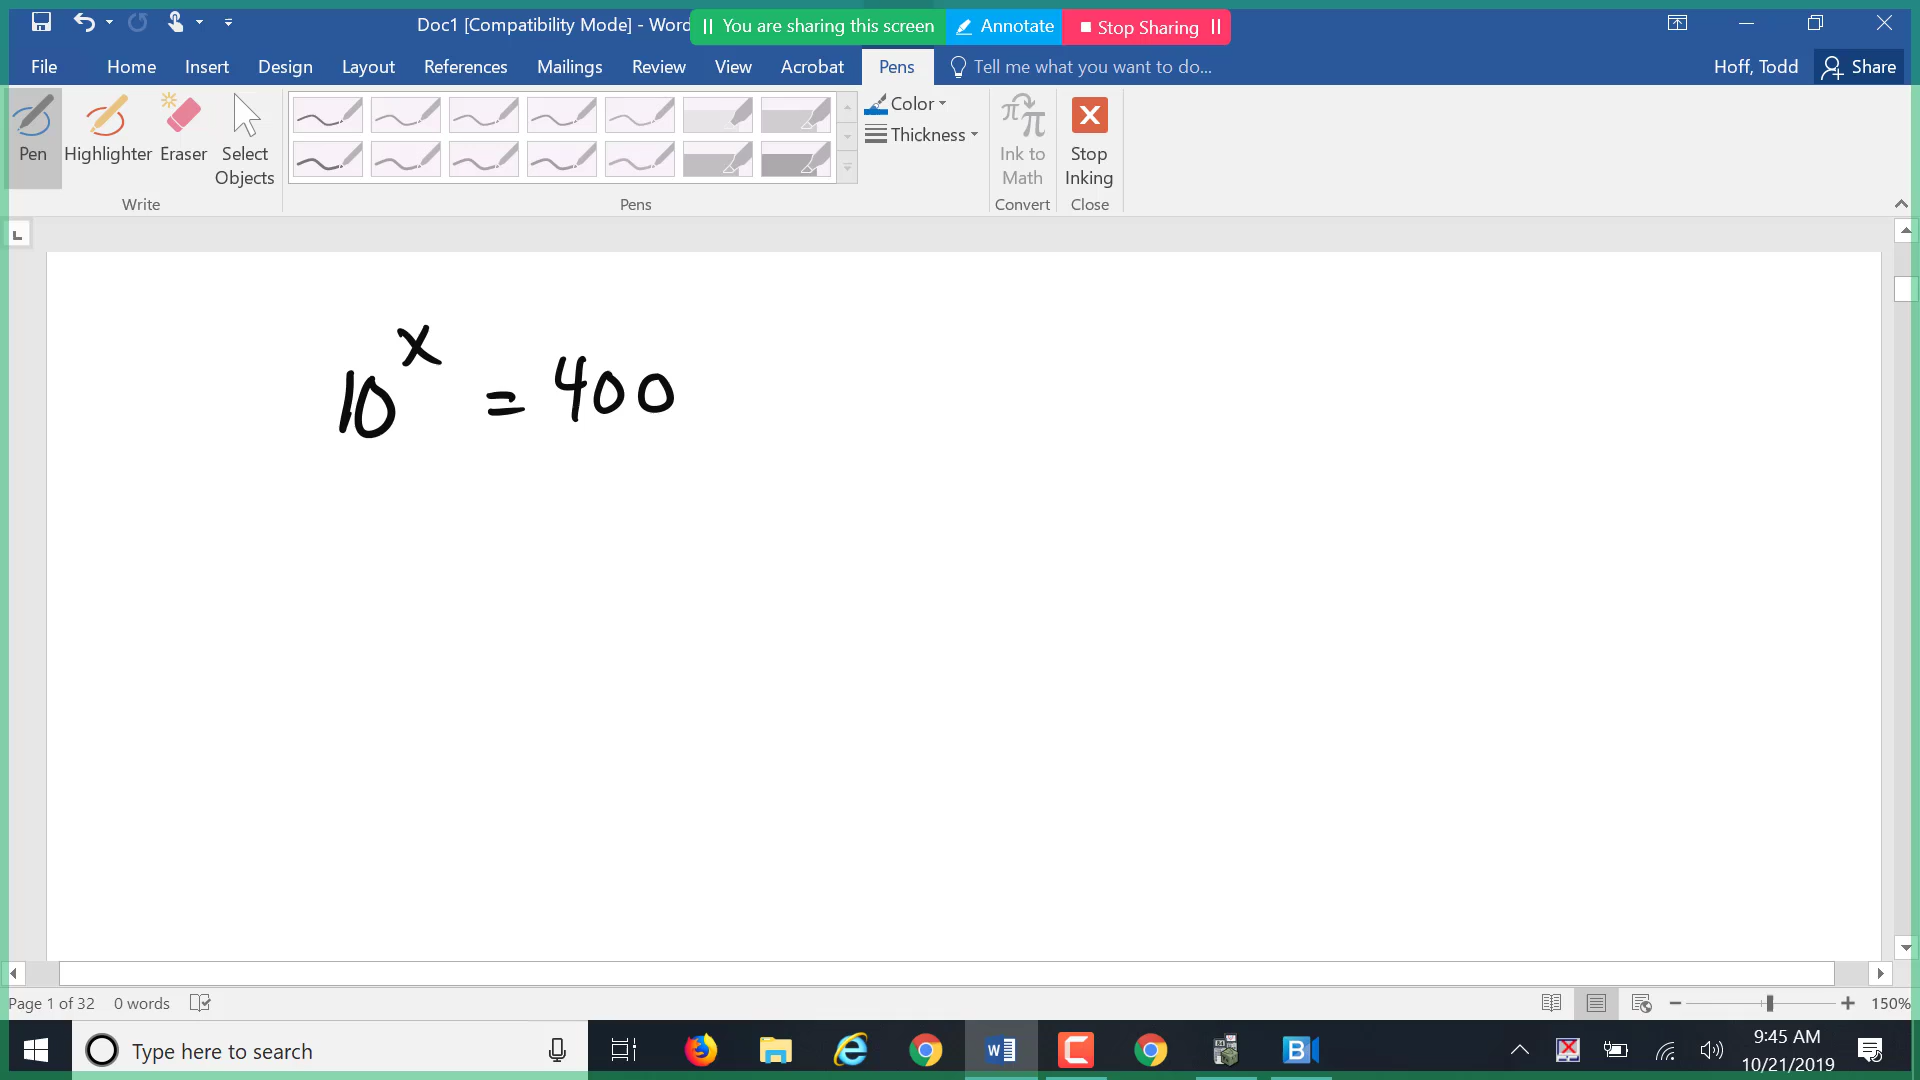 Doc1 [Compatibility Mode] - Word
You are sharing this screen
Annotate
Stop Sharing
File Home Insert Design Layout References Mailings Review View Acrobat Pens Tell me what you want to do... Hoff, Todd Share
Pen Highlighter Eraser Select Objects
Color
Thickness
Ink to Math
Stop Inking
Write Pens Convert Close
10^x = 400
Page 1 of 32 0 words 150%
Type here to search
9:45 AM
10/21/2019